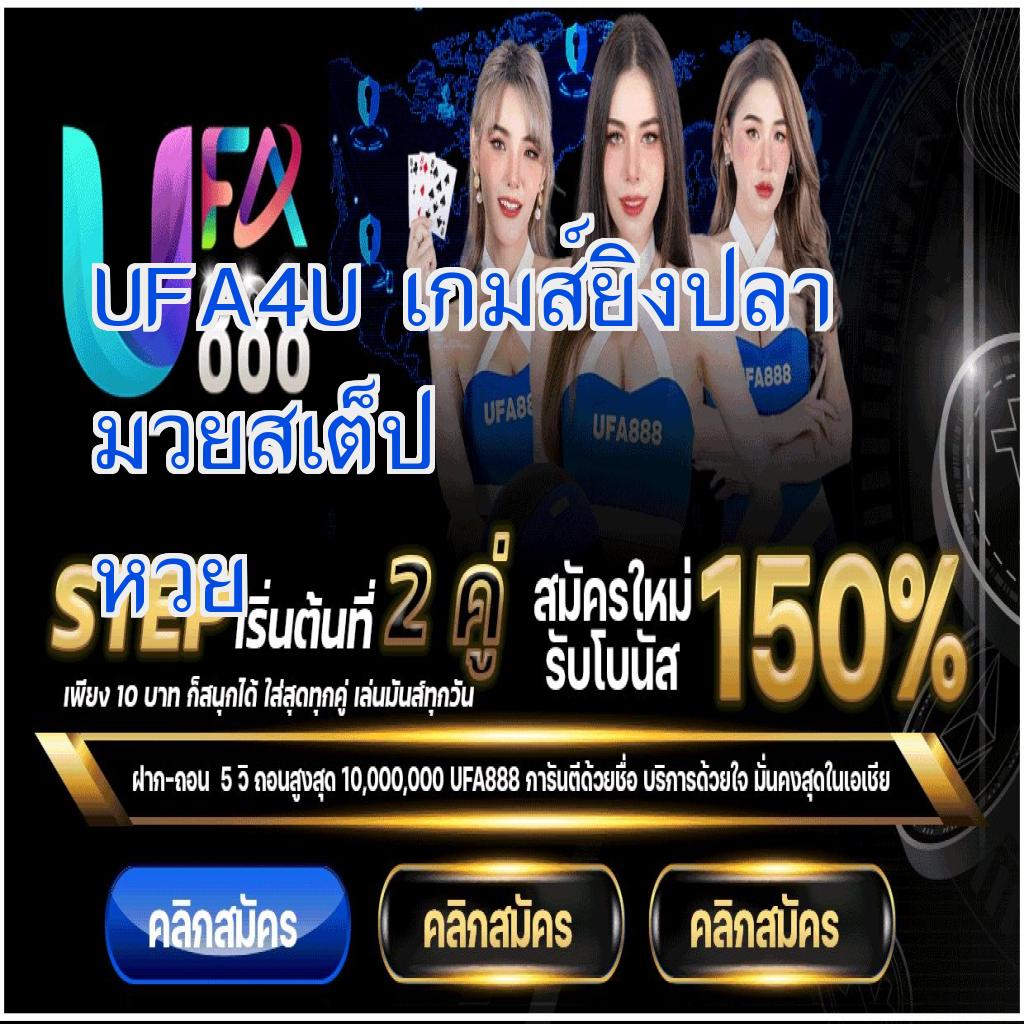 UFA
888
UFA4U เกมส์ยิงปลา
UFA888
UFA888
UFA888
มวยสเต็ป
หวย
STEP เริ่มต้นที่ 2 คู่
เพียง 10 บาท ก็สนุกได้ ใส่สุดทุกคู่ เล่นมันส์ทุกวัน
สมัครใหม่
รับโบนัส
150%
ฝาก-ถอน 5 วิ ถอนสูงสุด 10,000,000 UFA888 การันตีด้วยชื่อ บริการด้วยใจ มั่นคงสุดในเอเชีย
คลิกสมัคร
คลิกสมัคร
คลิกสมัคร